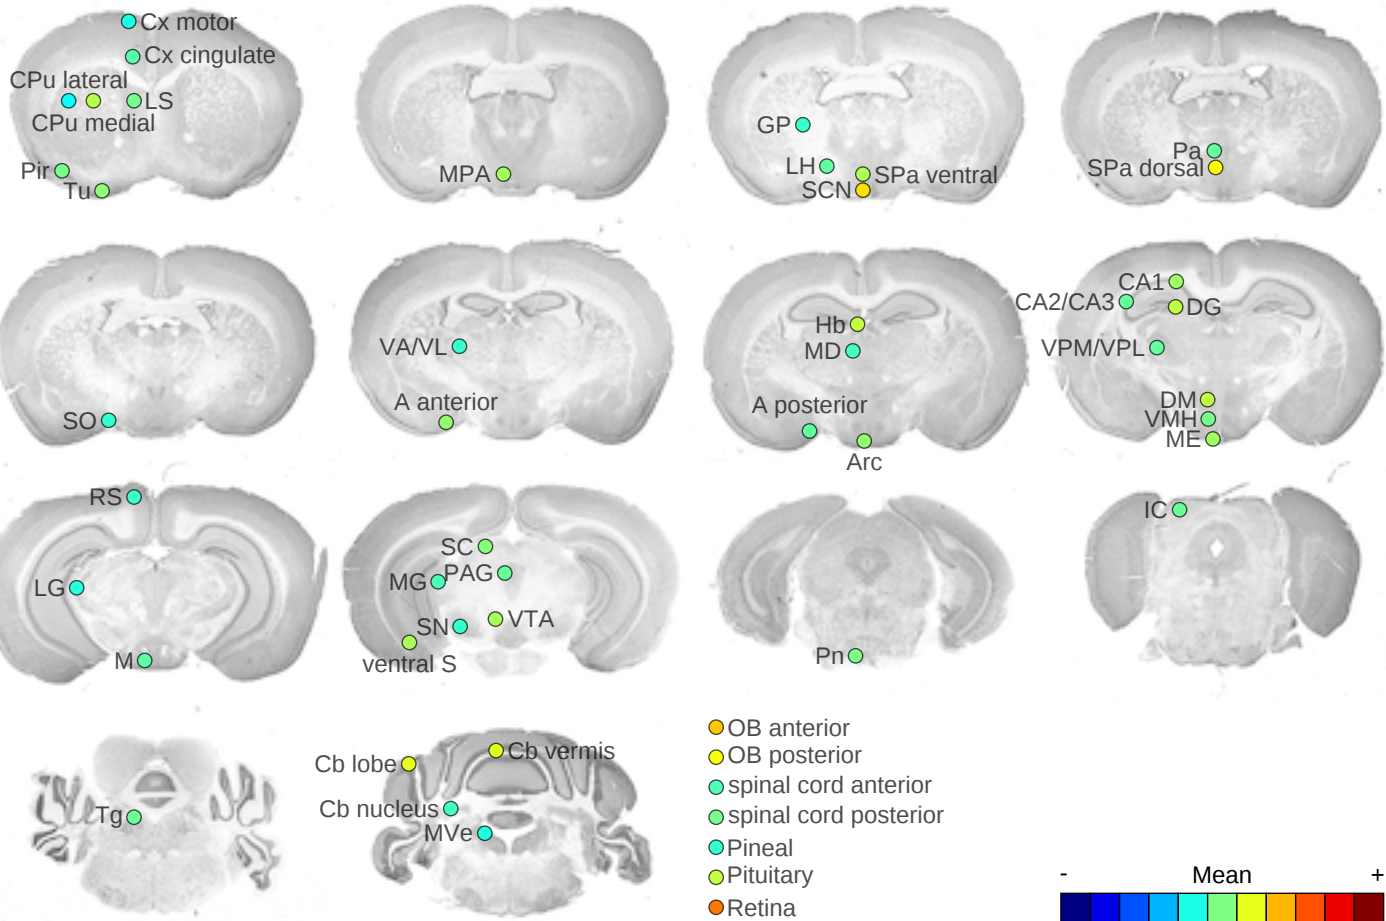 Cx motor
Cx cingulate
CPu lateral
LS
CPu medial
Pir
Tu
MPA
GP
LH
SPa ventral
SCN
Pa
SPa dorsal
SO
VA/VL
A anterior
Hb
MD
A posterior
Arc
CA1
CA2/CA3
DG
VPM/VPL
DM
VMH
ME
RS
LG
M
SC
PAG
MG
SN
VTA
ventral S
Pn
IC
Tg
Cb lobe
Cb vermis
Cb nucleus
MVe
OB anterior
OB posterior
spinal cord anterior
spinal cord posterior
Pineal
Pituitary
Retina
- Mean +